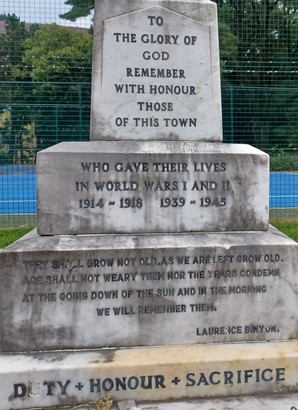 TO
THE GLORY OF
GOD
REMEMBER
WITH HONOUR
THOSE
OF THIS TOWN
WHO GAVE THEIR LIVES
IN WORLD WARS I AND II
1914 - 1918 1939 - 1945
THEY SHALL GROW NOT OLD. AS WE ARE LEFT GROW OLD.
AGE SHALL NOT WEARY THEM NOR THE YEARS CONDEMN
AT THE GOING DOWN OF THE SUN AND IN THE MORNING
WE WILL REMEMBER THEM.
LAURENCE BINYON.
DUTY + HONOUR + SACRIFICE